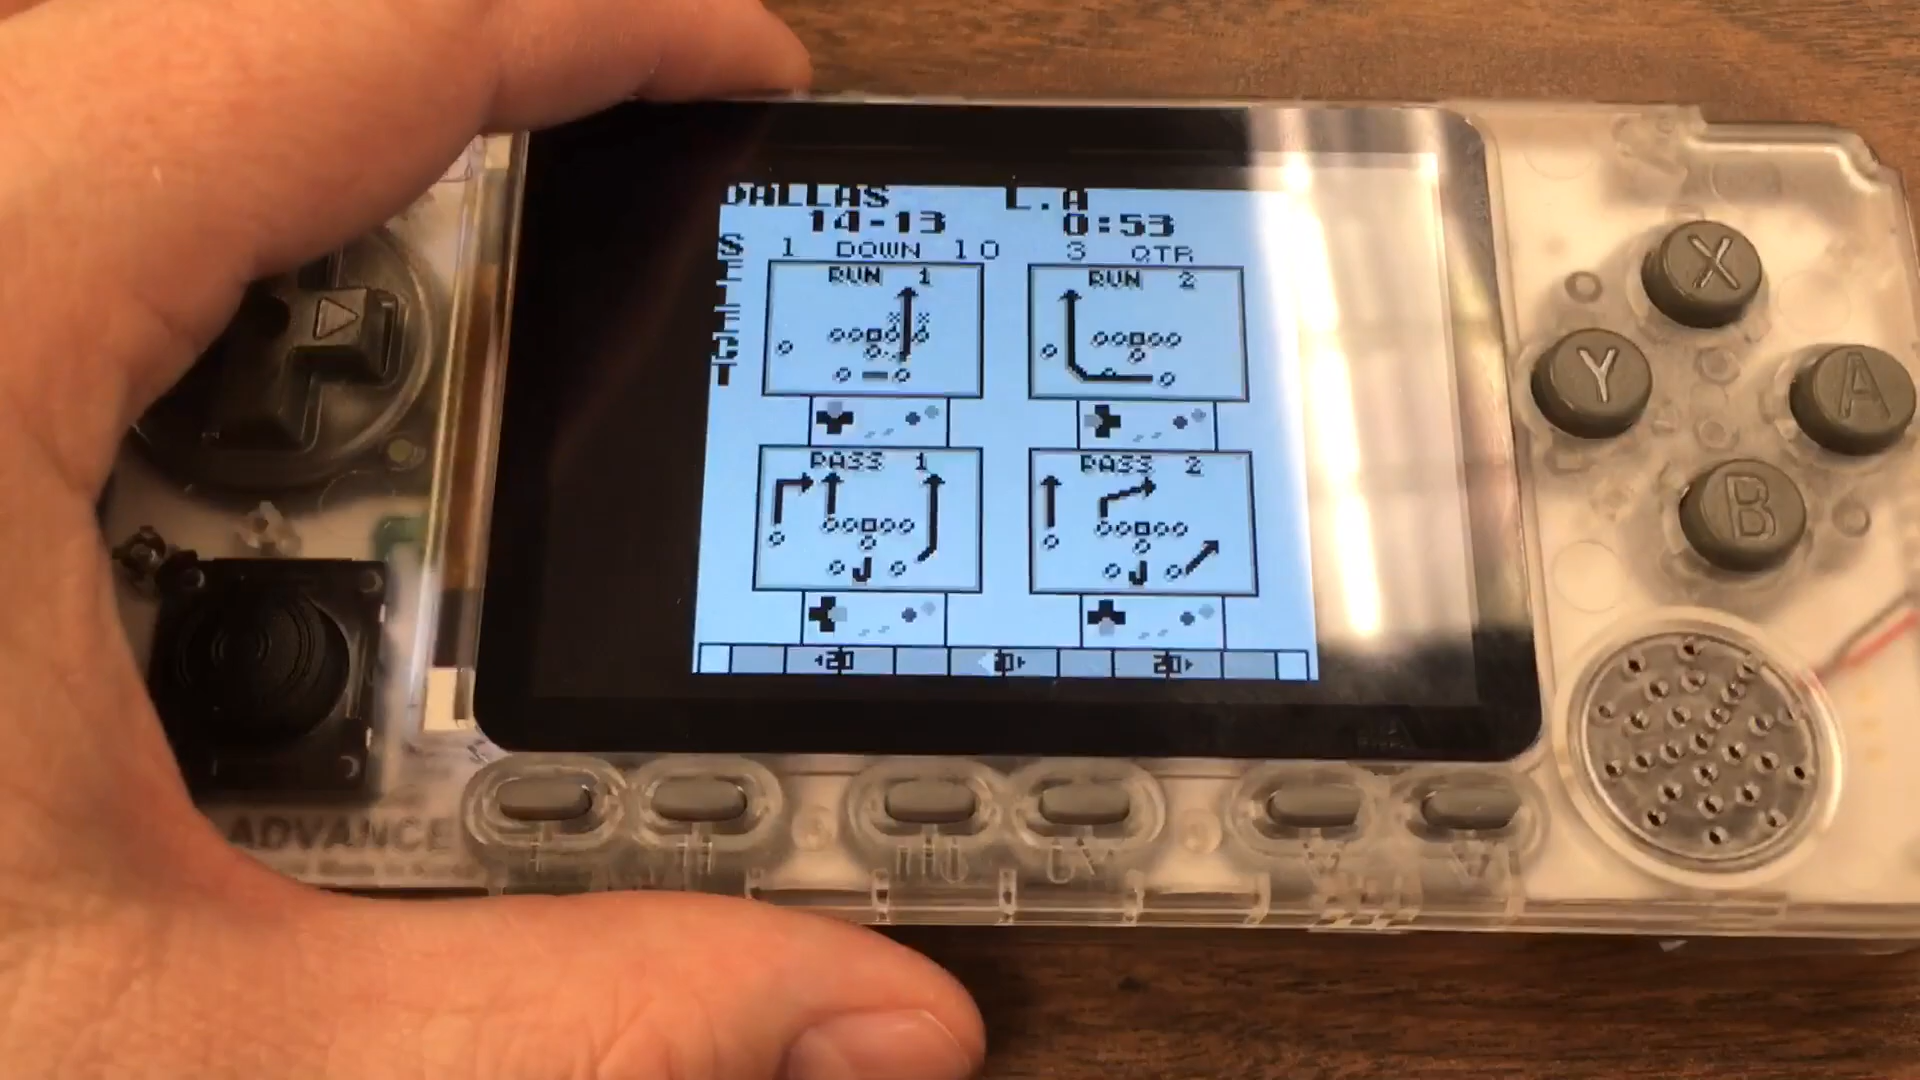 DALLAS L.A
14-13 0:53
1 DOWN 10 3 QTR
SELECT
RUN 1
RUN 2
PASS 1
PASS 2
20 20
X
Y
A
B
ADVANCE